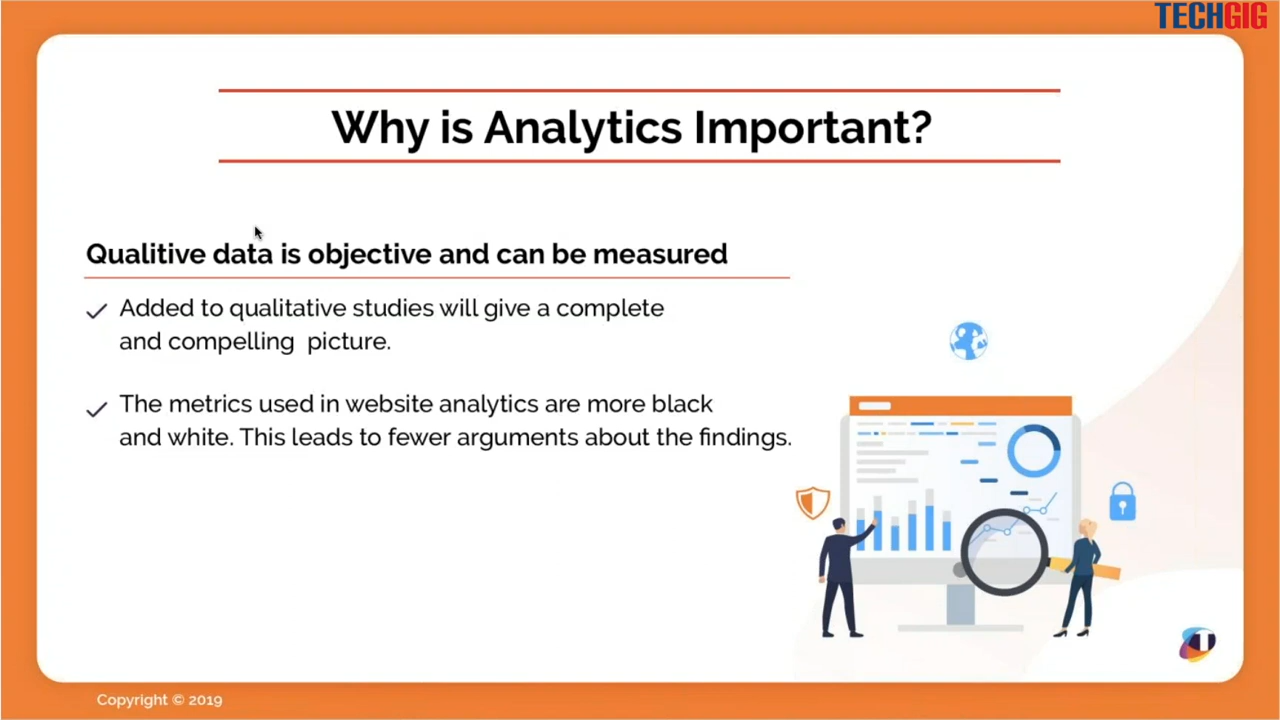 TECHGIG
Why is Analytics Important?
Qualitive data is objective and can be measured
Added to qualitative studies will give a complete
and compelling picture.
The metrics used in website analytics are more black
and white. This leads to fewer arguments about the findings.
Copyright © 2019